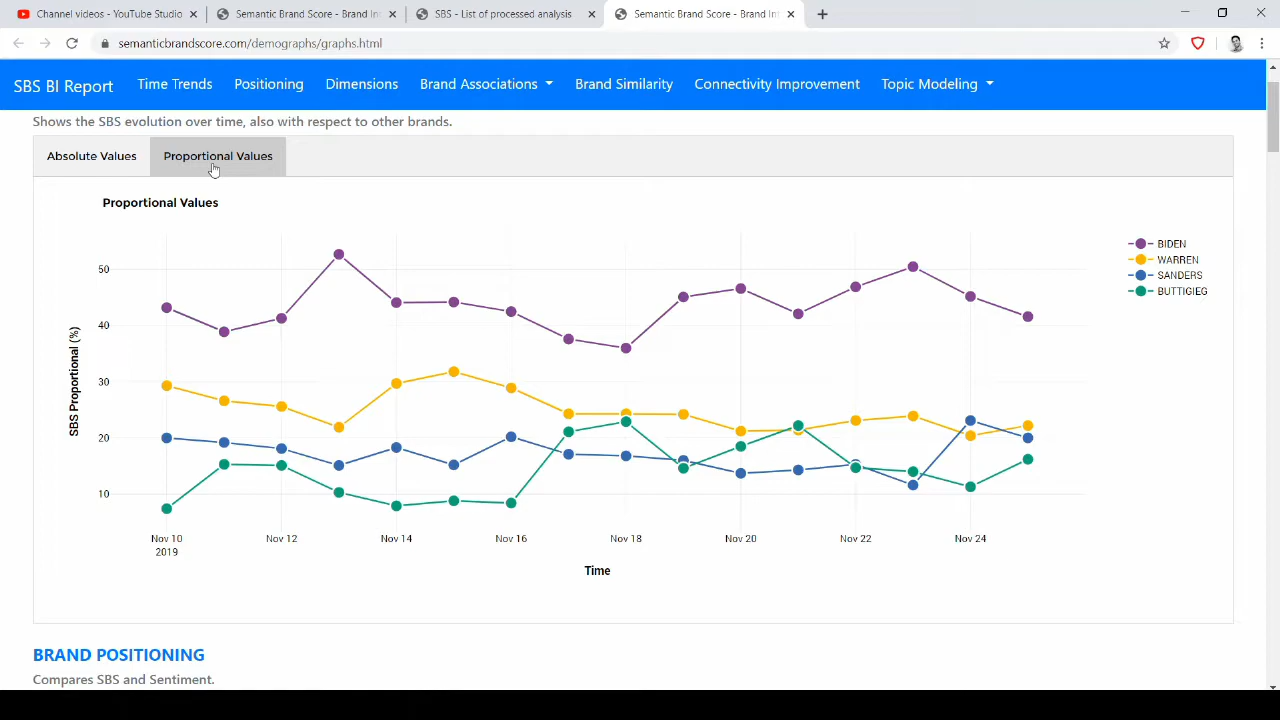 Channel videos - YouTube Studio
Semantic Brand Score - Brand In
SBS - List of processed analysis
Semantic Brand Score - Brand Int
semanticbrandscore.com/demographs/graphs.html
SBS BI Report Time Trends Positioning Dimensions Brand Associations Brand Similarity Connectivity Improvement Topic Modeling
Shows the SBS evolution over time, also with respect to other brands.
Absolute Values Proportional Values
Proportional Values
BIDEN
WARREN
SANDERS
BUTTIGIEG
50
40
30
20
10
SBS Proportional (%)
Nov 10 Nov 12 Nov 14 Nov 16 Nov 18 Nov 20 Nov 22 Nov 24
2019
Time
BRAND POSITIONING
Compares SBS and Sentiment.